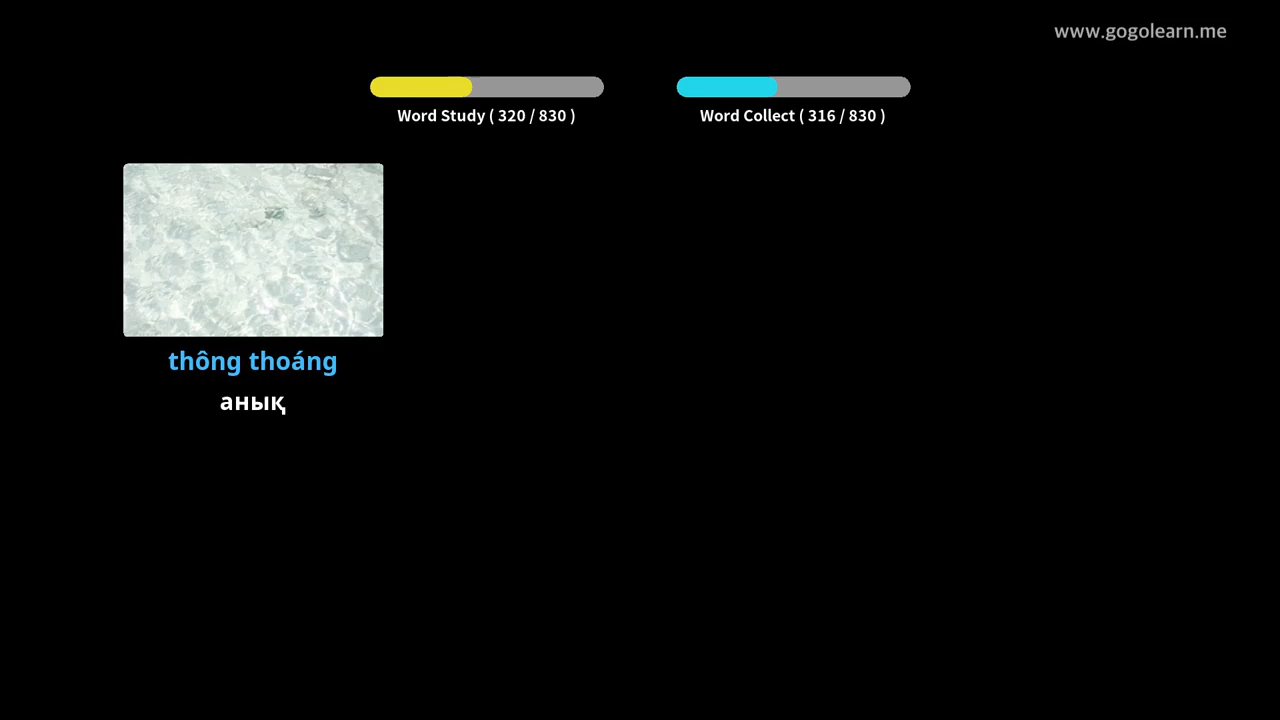 www.gogolearn.me
Word Study ( 320 / 830 )
Word Collect ( 316 / 830 )
thông thoáng
анық